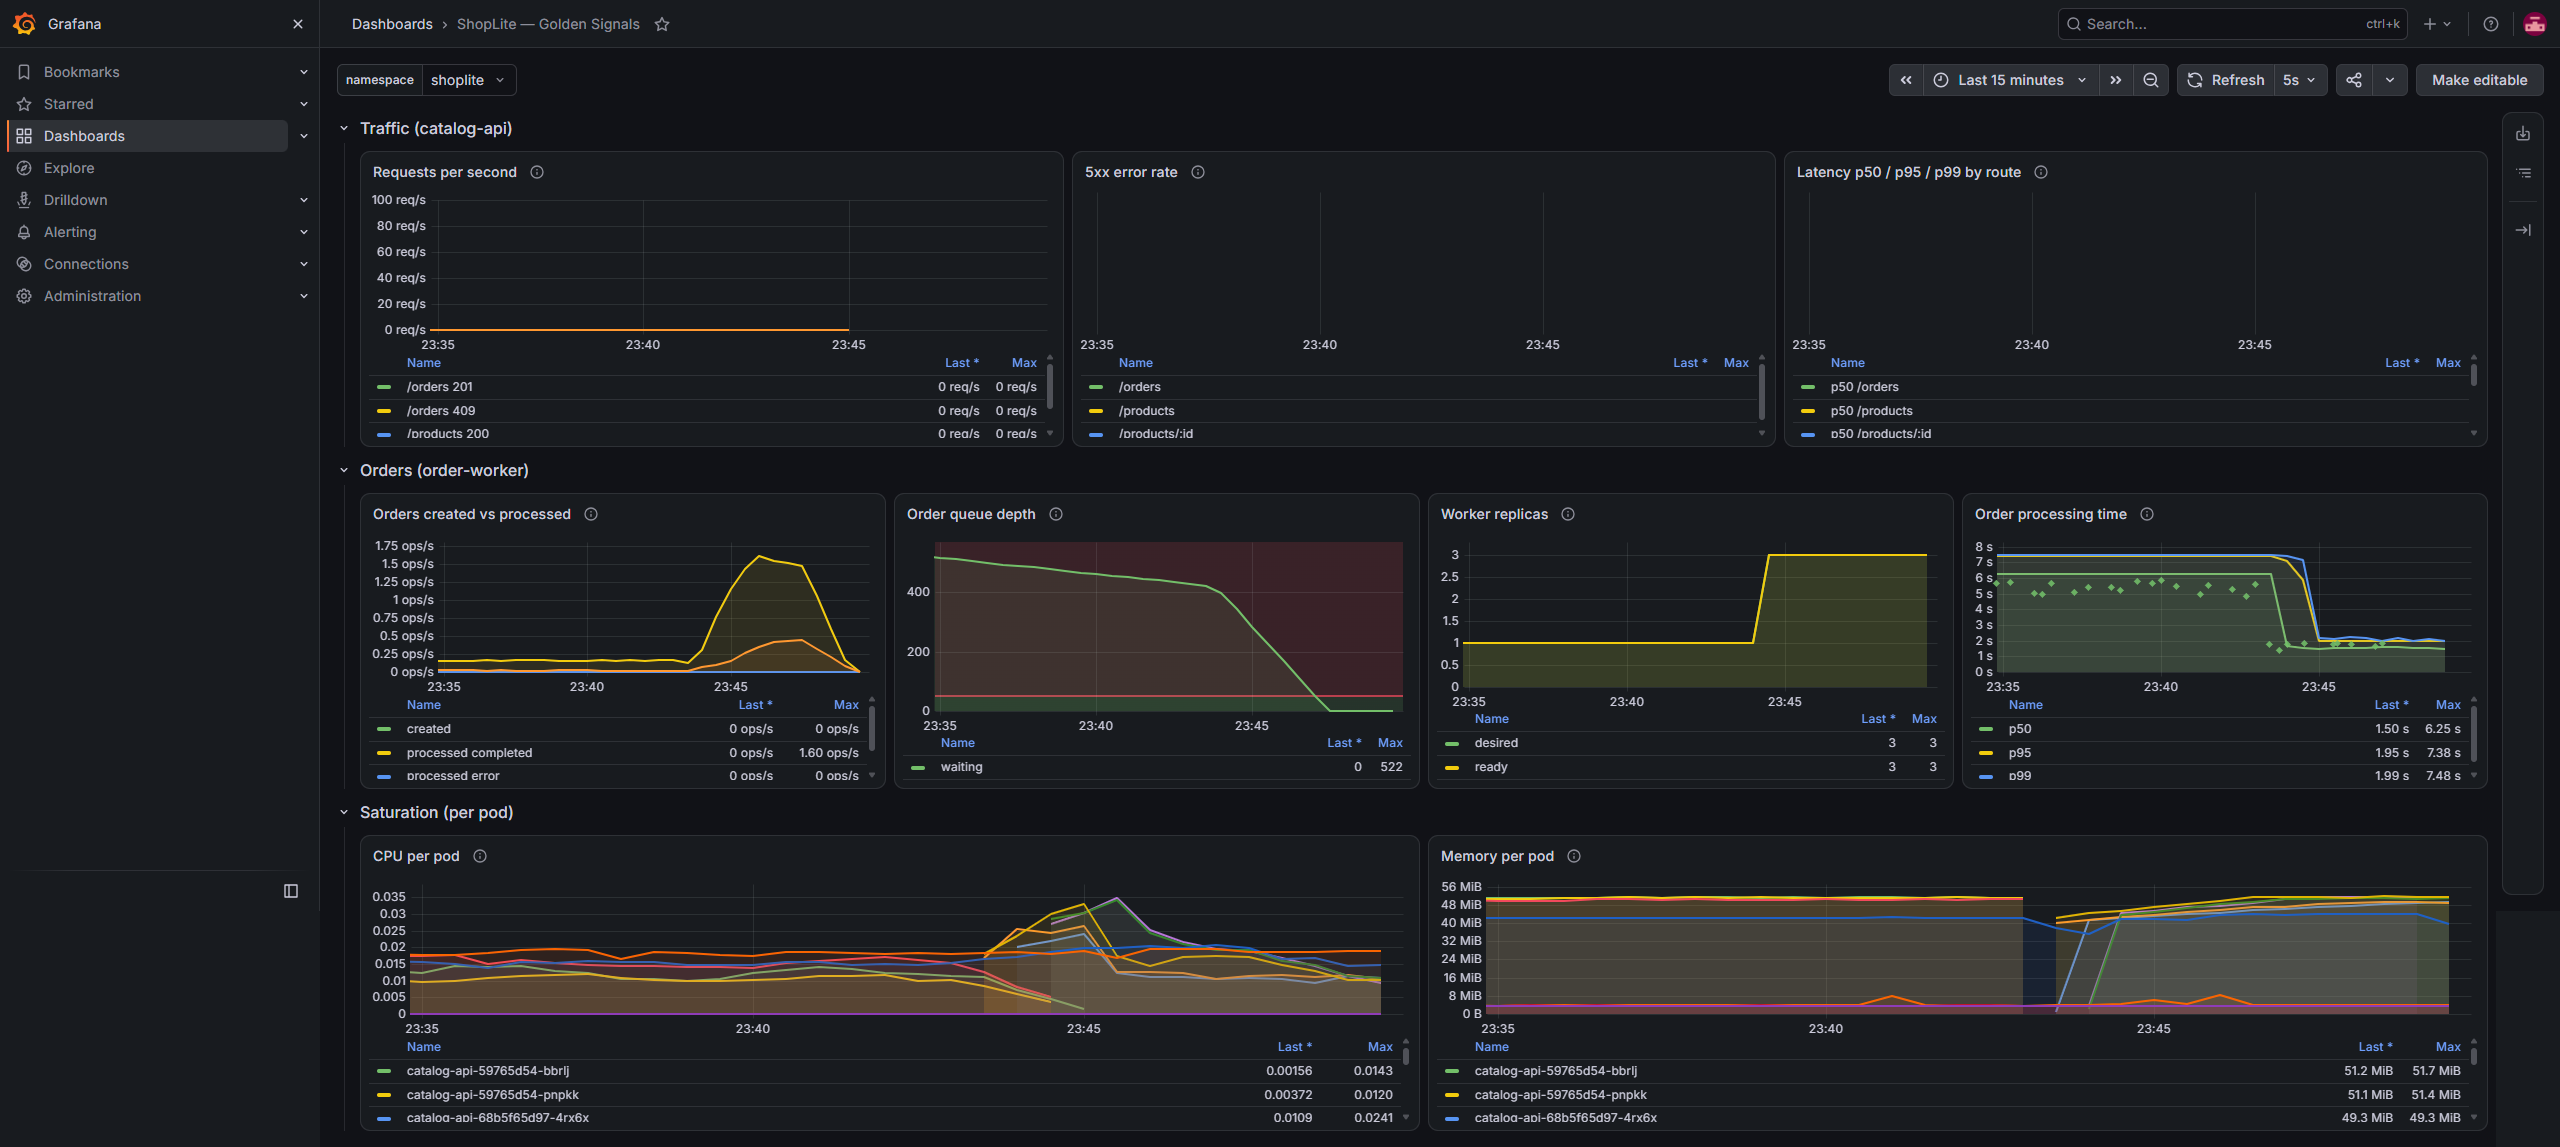 Grafana
Dashboards › ShopLite — Golden Signals
Search...
ctrl+k
Bookmarks
Starred
Dashboards
Explore
Drilldown
Alerting
Connections
Administration
namespace
shoplite
Last 15 minutes
Refresh
5s
Make editable
Traffic (catalog-api)
Requests per second
100 req/s
80 req/s
60 req/s
40 req/s
20 req/s
0 req/s
23:35 23:40 23:45
Name Last * Max
/orders 201 0 req/s 0 req/s
/orders 409 0 req/s 0 req/s
/products 200 0 req/s 0 req/s
5xx error rate
23:35 23:40 23:45
Name Last * Max
/orders
/products
/products/:id
Latency p50 / p95 / p99 by route
23:35 23:40 23:45
Name Last * Max
p50 /orders
p50 /products
p50 /products/:id
Orders (order-worker)
Orders created vs processed
1.75 ops/s
1.5 ops/s
1.25 ops/s
1 ops/s
0.75 ops/s
0.5 ops/s
0.25 ops/s
0 ops/s
23:35 23:40 23:45
Name Last * Max
created 0 ops/s 0 ops/s
processed completed 0 ops/s 1.60 ops/s
processed error 0 ops/s 0 ops/s
Order queue depth
400
200
0
23:35 23:40 23:45
Name Last * Max
waiting 0 522
Worker replicas
3
2.5
2
1.5
1
0.5
0
23:35 23:40 23:45
Name Last * Max
desired 3 3
ready 3 3
Order processing time
8 s
7 s
6 s
5 s
4 s
3 s
2 s
1 s
0 s
23:35 23:40 23:45
Name Last * Max
p50 1.50 s 6.25 s
p95 1.95 s 7.38 s
p99 1.99 s 7.48 s
Saturation (per pod)
CPU per pod
0.035
0.03
0.025
0.02
0.015
0.01
0.005
0
23:35 23:40 23:45
Name Last * Max
catalog-api-59765d54-bbrlj 0.00156 0.0143
catalog-api-59765d54-pnpkk 0.00372 0.0120
catalog-api-68b5f65d97-4rx6x 0.0109 0.0241
Memory per pod
56 MiB
48 MiB
40 MiB
32 MiB
24 MiB
16 MiB
8 MiB
0 B
23:35 23:40 23:45
Name Last * Max
catalog-api-59765d54-bbrlj 51.2 MiB 51.7 MiB
catalog-api-59765d54-pnpkk 51.1 MiB 51.4 MiB
catalog-api-68b5f65d97-4rx6x 49.3 MiB 49.3 MiB